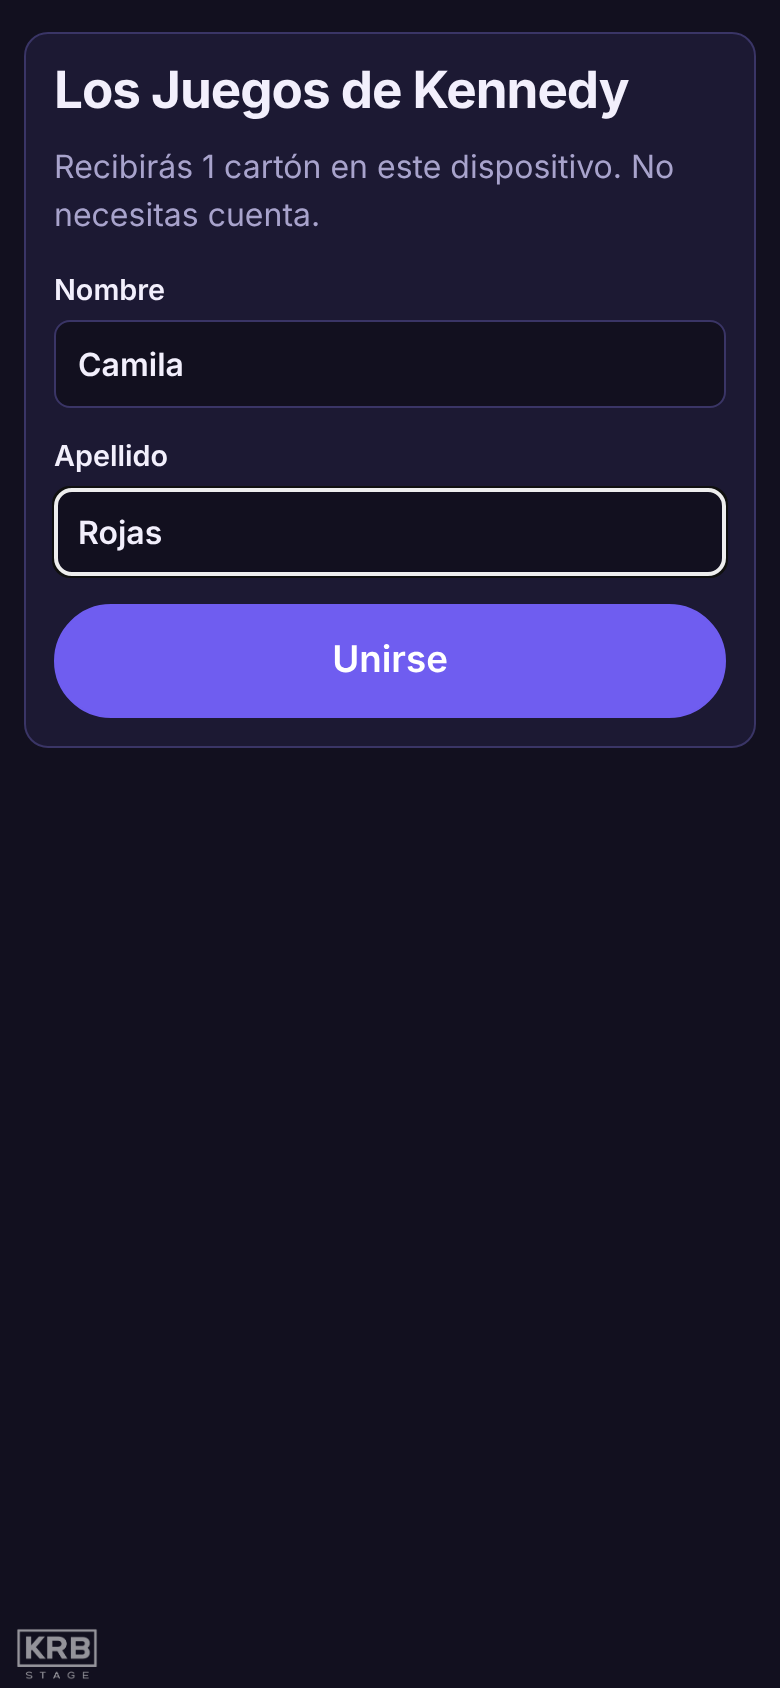 Los Juegos de Kennedy
Recibirás 1 cartón en este dispositivo. No
necesitas cuenta.
Nombre
Camila
Apellido
Rojas
Unirse
KRB
STAGE